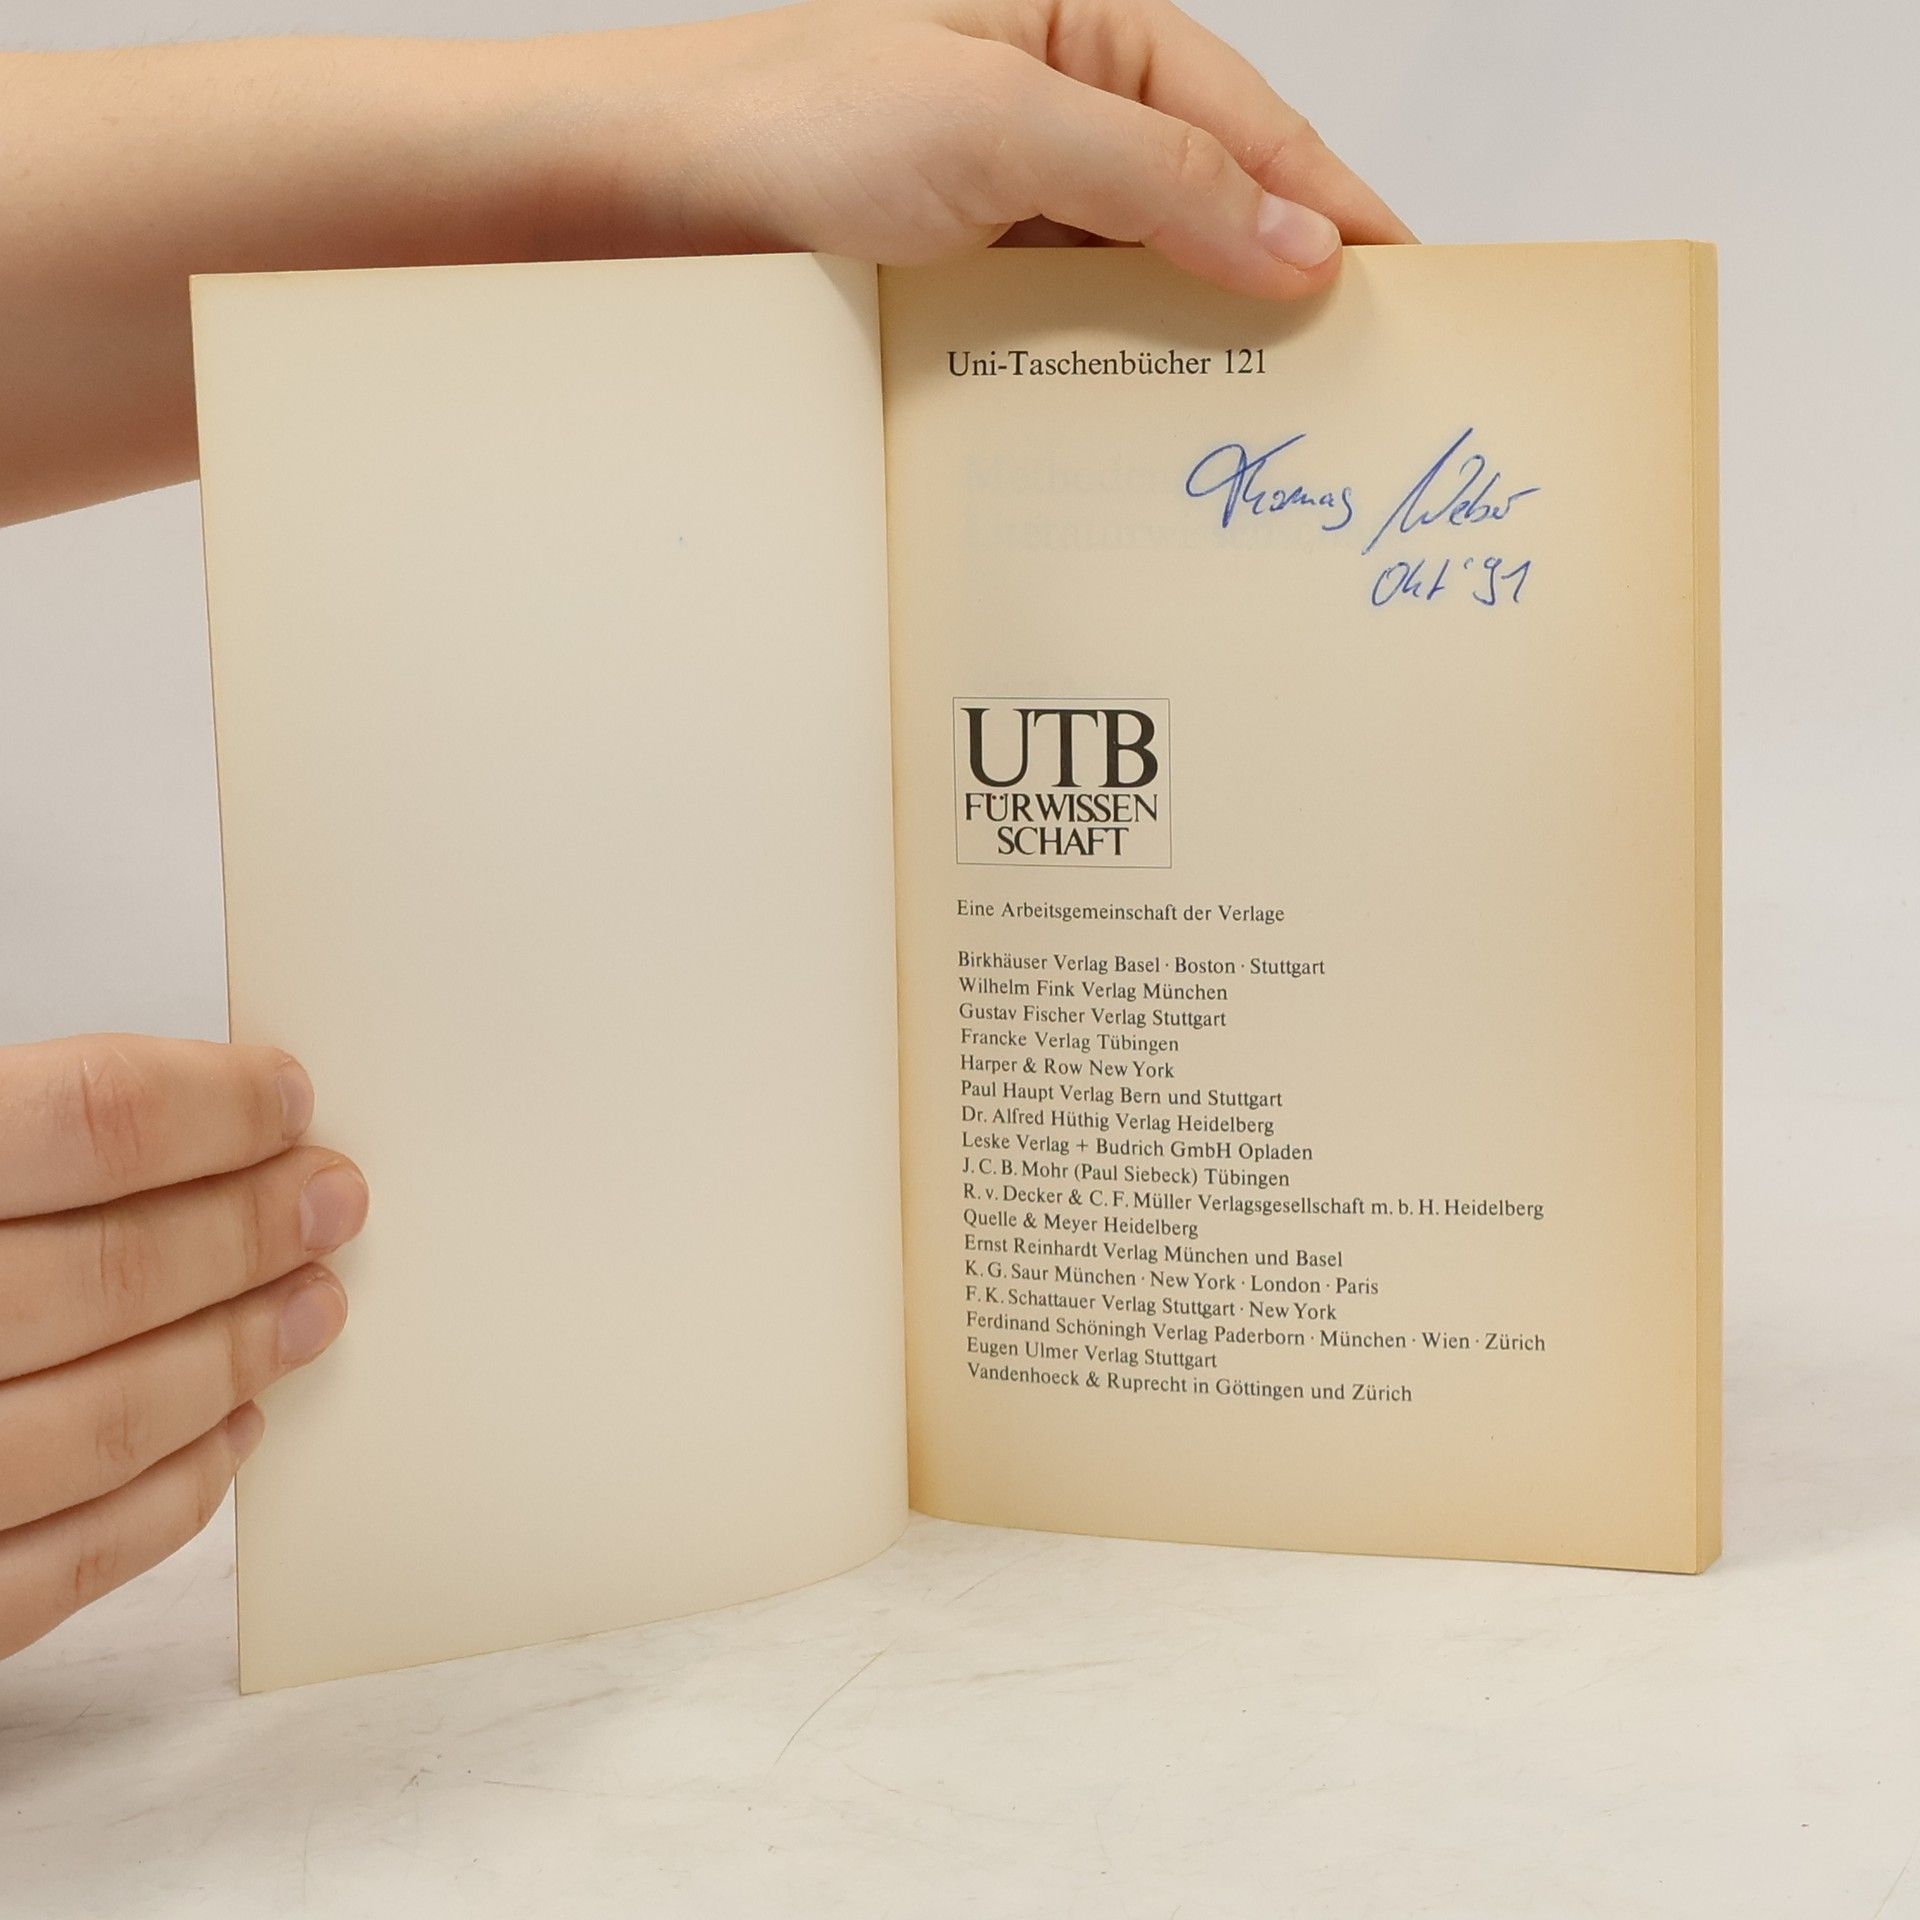 Uni-Taschenbücher 121
Thomas Weber
Okt '91
UTB
FÜR WISSEN
SCHAFT
Eine Arbeitsgemeinschaft der Verlage
Birkhäuser Verlag Basel · Boston · Stuttgart
Wilhelm Fink Verlag München
Gustav Fischer Verlag Stuttgart
Francke Verlag Tübingen
Harper & Row New York
Paul Haupt Verlag Bern und Stuttgart
Dr. Alfred Hüthig Verlag Heidelberg
Leske Verlag + Budrich GmbH Opladen
J. C. B. Mohr (Paul Siebeck) Tübingen
R. v. Decker & C. F. Müller Verlagsgesellschaft m. b. H. Heidelberg
Quelle & Meyer Heidelberg
Ernst Reinhardt Verlag München und Basel
K. G. Saur München · New York · London · Paris
F. K. Schattauer Verlag Stuttgart · New York
Ferdinand Schöningh Verlag Paderborn · München · Wien · Zürich
Eugen Ulmer Verlag Stuttgart
Vandenhoeck & Ruprecht in Göttingen und Zürich